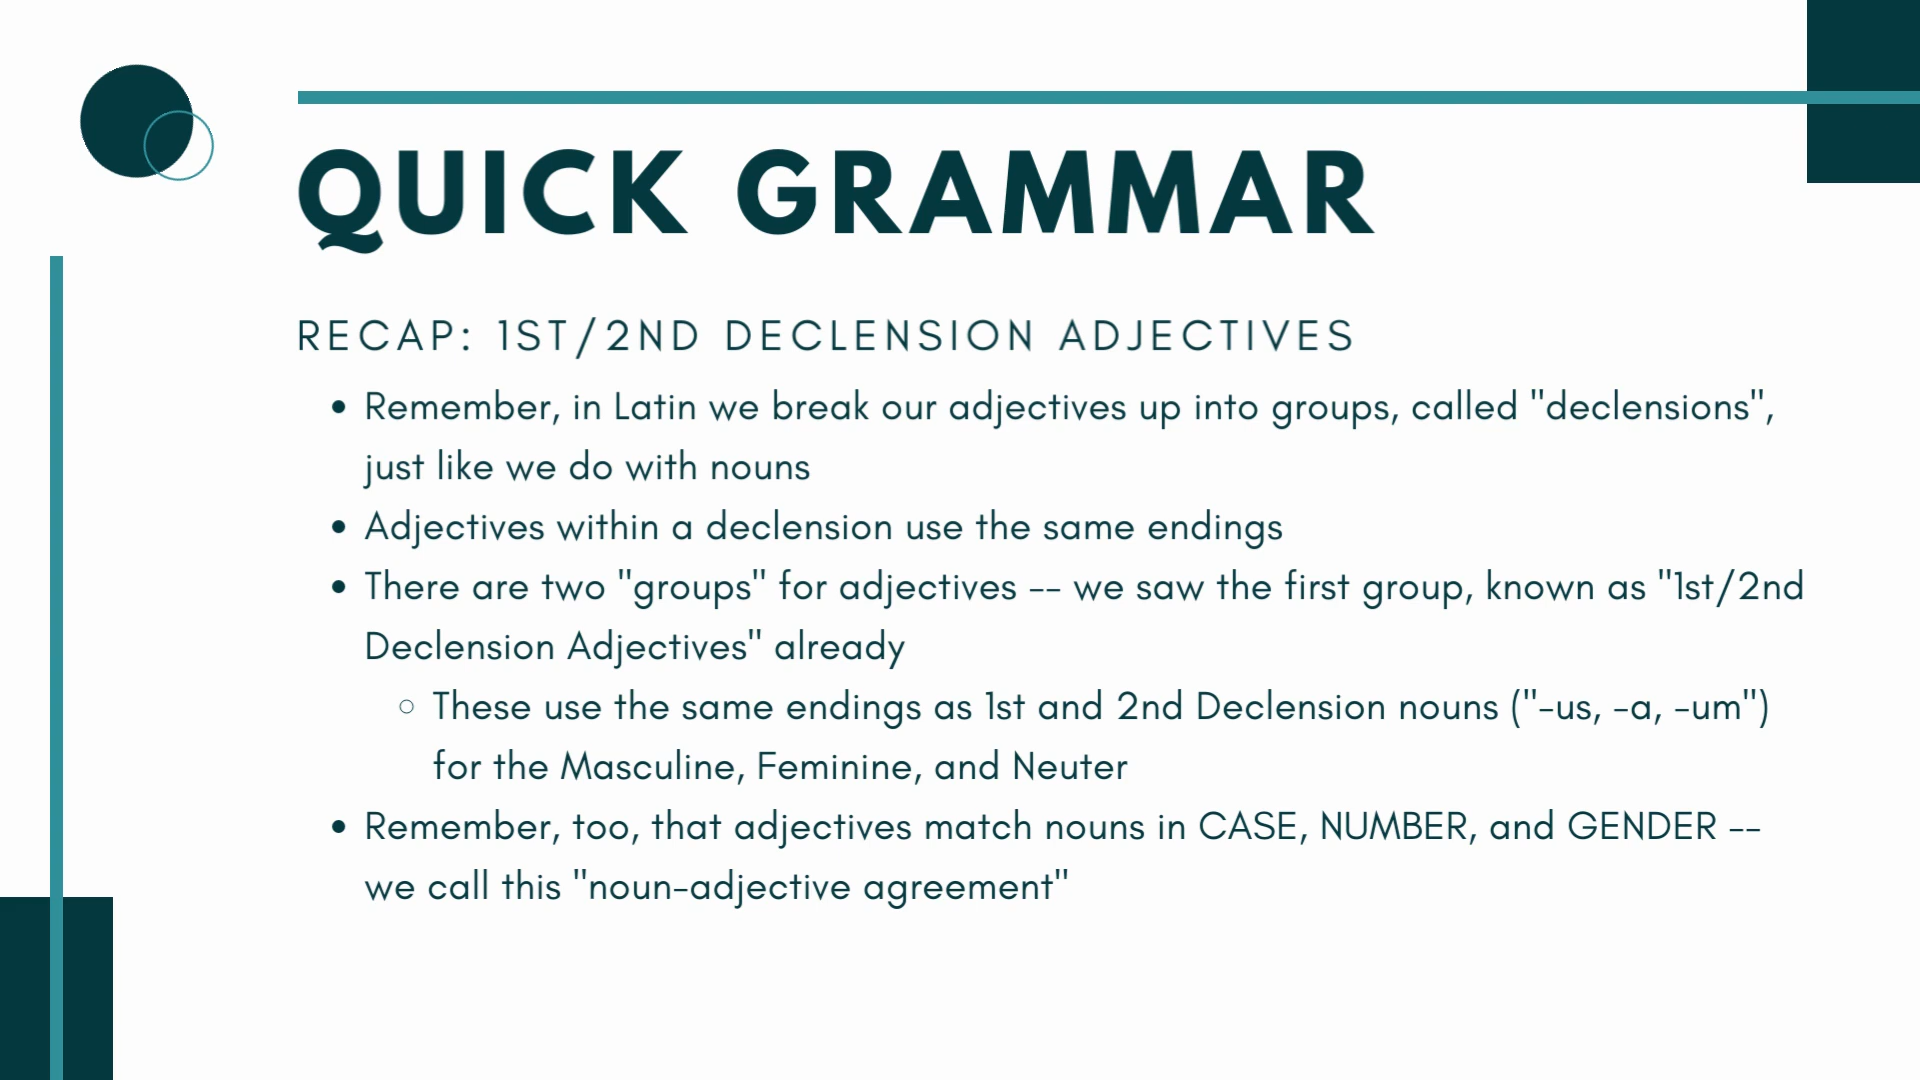 QUICK GRAMMAR
RECAP: 1ST/2ND DECLENSION ADJECTIVES
• Remember, in Latin we break our adjectives up into groups, called "declensions",
just like we do with nouns
• Adjectives within a declension use the same endings
• There are two "groups" for adjectives -- we saw the first group, known as "1st/2nd
Declension Adjectives" already
◦ These use the same endings as 1st and 2nd Declension nouns ("-us, -a, -um")
for the Masculine, Feminine, and Neuter
• Remember, too, that adjectives match nouns in CASE, NUMBER, and GENDER --
we call this "noun-adjective agreement"